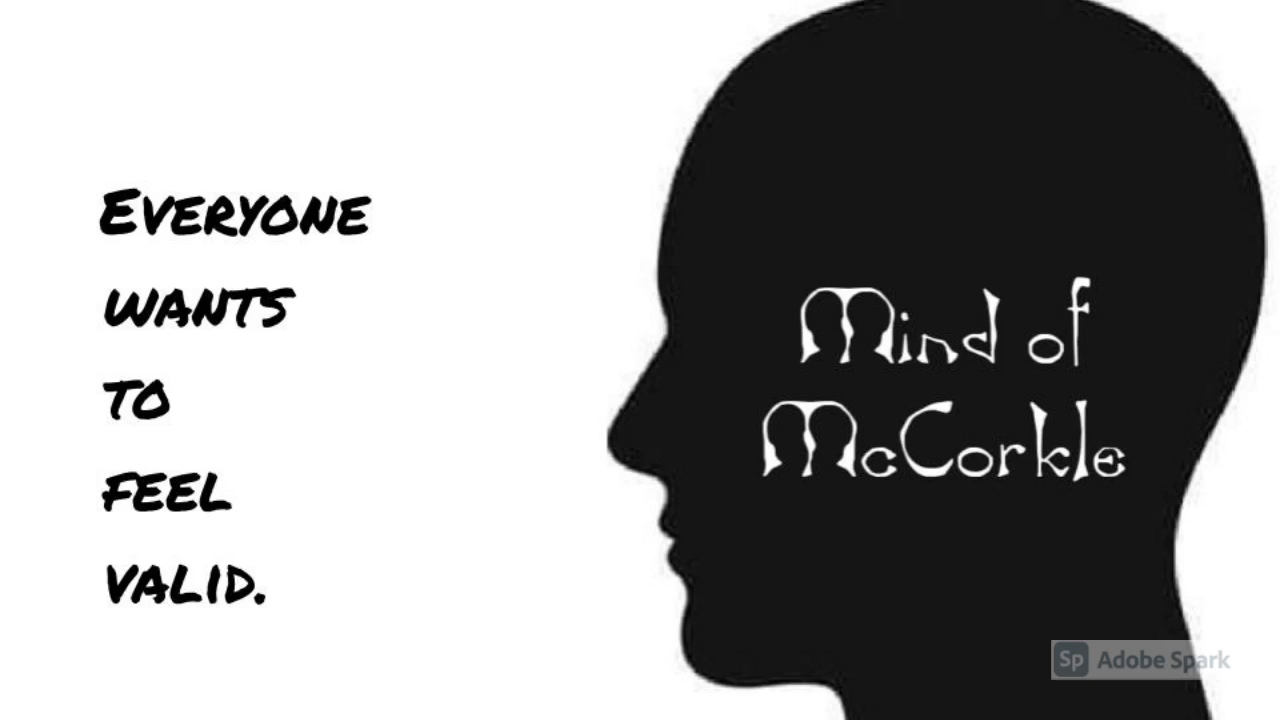 Everyone
wants
to
feel
valid.
Mind of
McCorkle
Sp Adobe Spark